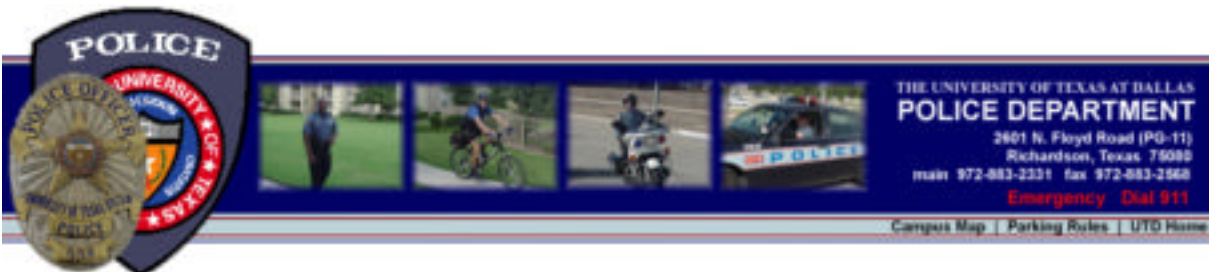 POLICE
UNIVERSITY ★ OF ★ TEXAS ★
POLICE OFFICER
POLICE
POLICE
THE UNIVERSITY OF TEXAS AT DALLAS
POLICE DEPARTMENT
2601 N. Floyd Road (PG-11)
Richardson, Texas 75080
main 972-883-2331 fax 972-883-2568
Emergency Dial 911
Campus Map | Parking Rules | UTD Home